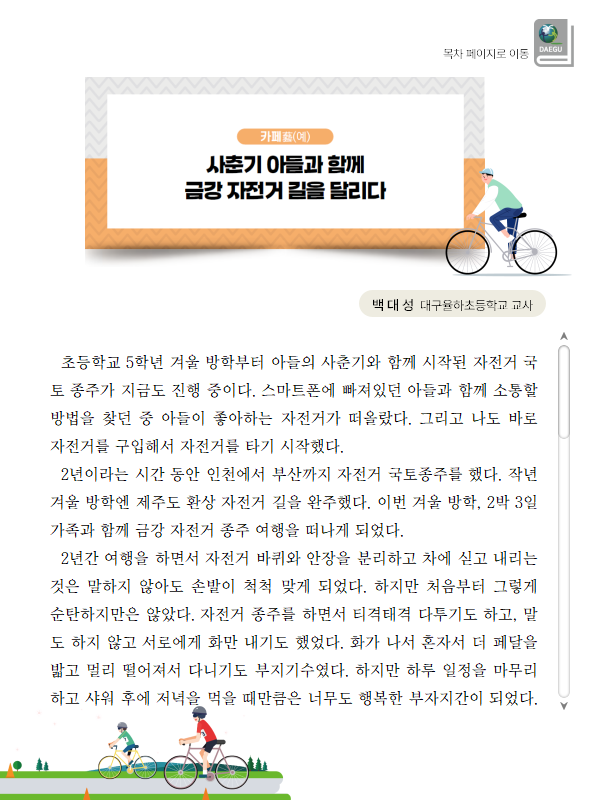 목차 페이지로 이동
DAEGU
카페藝(예)
사춘기 아들과 함께
금강 자전거 길을 달리다
백 대 성 대구율하초등학교 교사
초등학교 5학년 겨울 방학부터 아들의 사춘기와 함께 시작된 자전거 국
토 종주가 지금도 진행 중이다. 스마트폰에 빠져있던 아들과 함께 소통할
방법을 찾던 중 아들이 좋아하는 자전거가 떠올랐다. 그리고 나도 바로
자전거를 구입해서 자전거를 타기 시작했다.
2년이라는 시간 동안 인천에서 부산까지 자전거 국토종주를 했다. 작년
겨울 방학엔 제주도 환상 자전거 길을 완주했다. 이번 겨울 방학, 2박 3일
가족과 함께 금강 자전거 종주 여행을 떠나게 되었다.
2년간 여행을 하면서 자전거 바퀴와 안장을 분리하고 차에 싣고 내리는
것은 말하지 않아도 손발이 척척 맞게 되었다. 하지만 처음부터 그렇게
순탄하지만은 않았다. 자전거 종주를 하면서 티격태격 다투기도 하고, 말
도 하지 않고 서로에게 화만 내기도 했었다. 화가 나서 혼자서 더 페달을
밟고 멀리 떨어져서 다니기도 부지기수였다. 하지만 하루 일정을 마무리
하고 샤워 후에 저녁을 먹을 때만큼은 너무도 행복한 부자지간이 되었다.